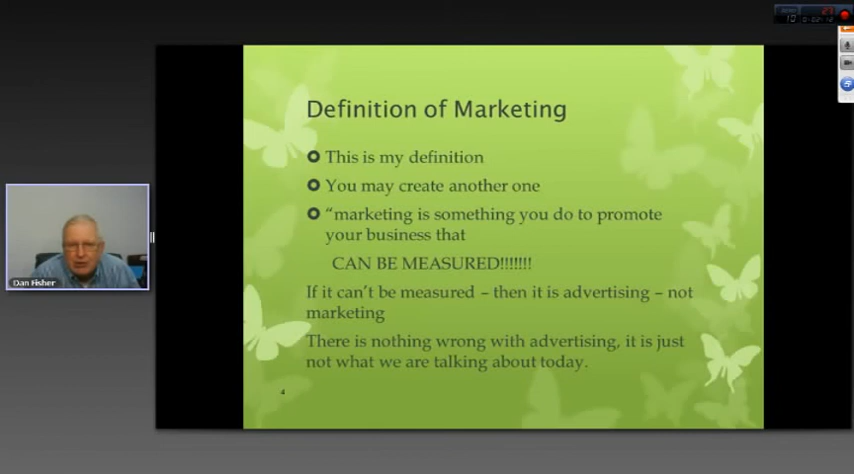 Definition of Marketing
This is my definition
You may create another one
“marketing is something you do to promote
your business that
CAN BE MEASURED!!!!!!!
If it can’t be measured – then it is advertising – not
marketing
There is nothing wrong with advertising, it is just
not what we are talking about today.
4
Dan Fisher